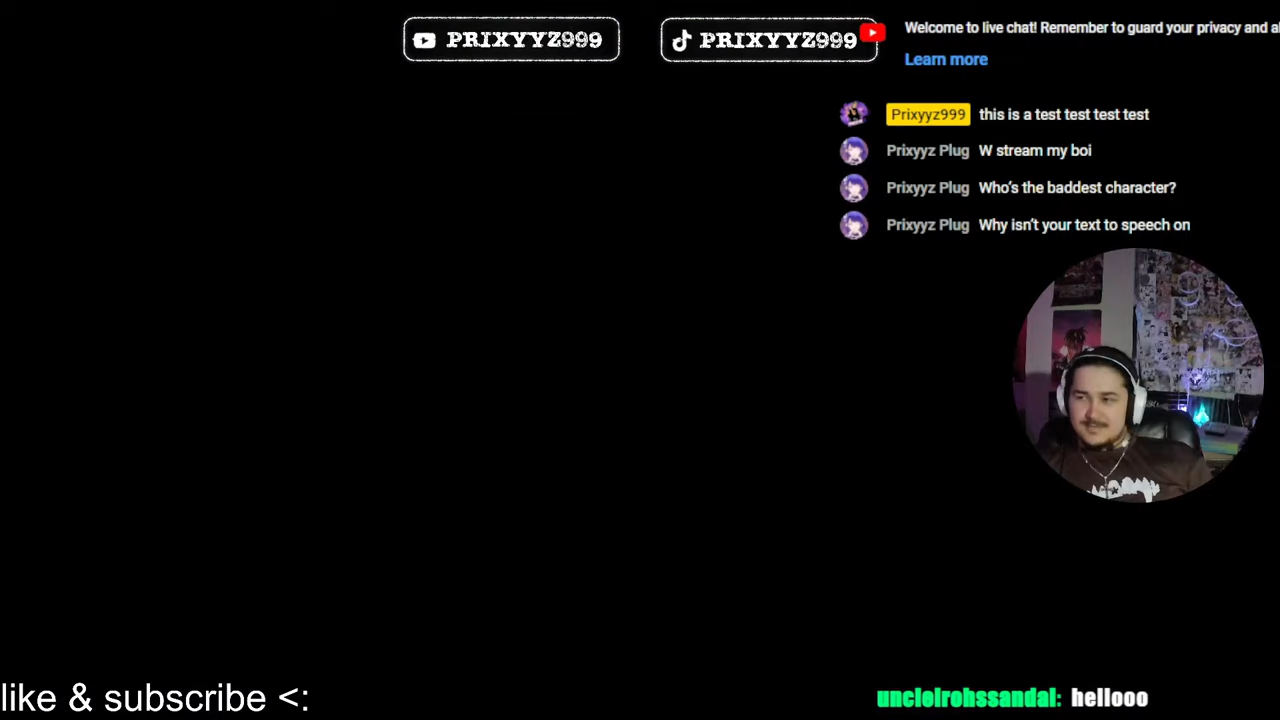 PRIXYYZ999
PRIXYYZ999
Welcome to live chat! Remember to guard your privacy and
Learn more
Prixyyz999 this is a test test test test
Prixyyz Plug W stream my boi
Prixyyz Plug Who's the baddest character?
Prixyyz Plug Why isn't your text to speech on
like & subscribe <:
unclolrohssandal: hellooo